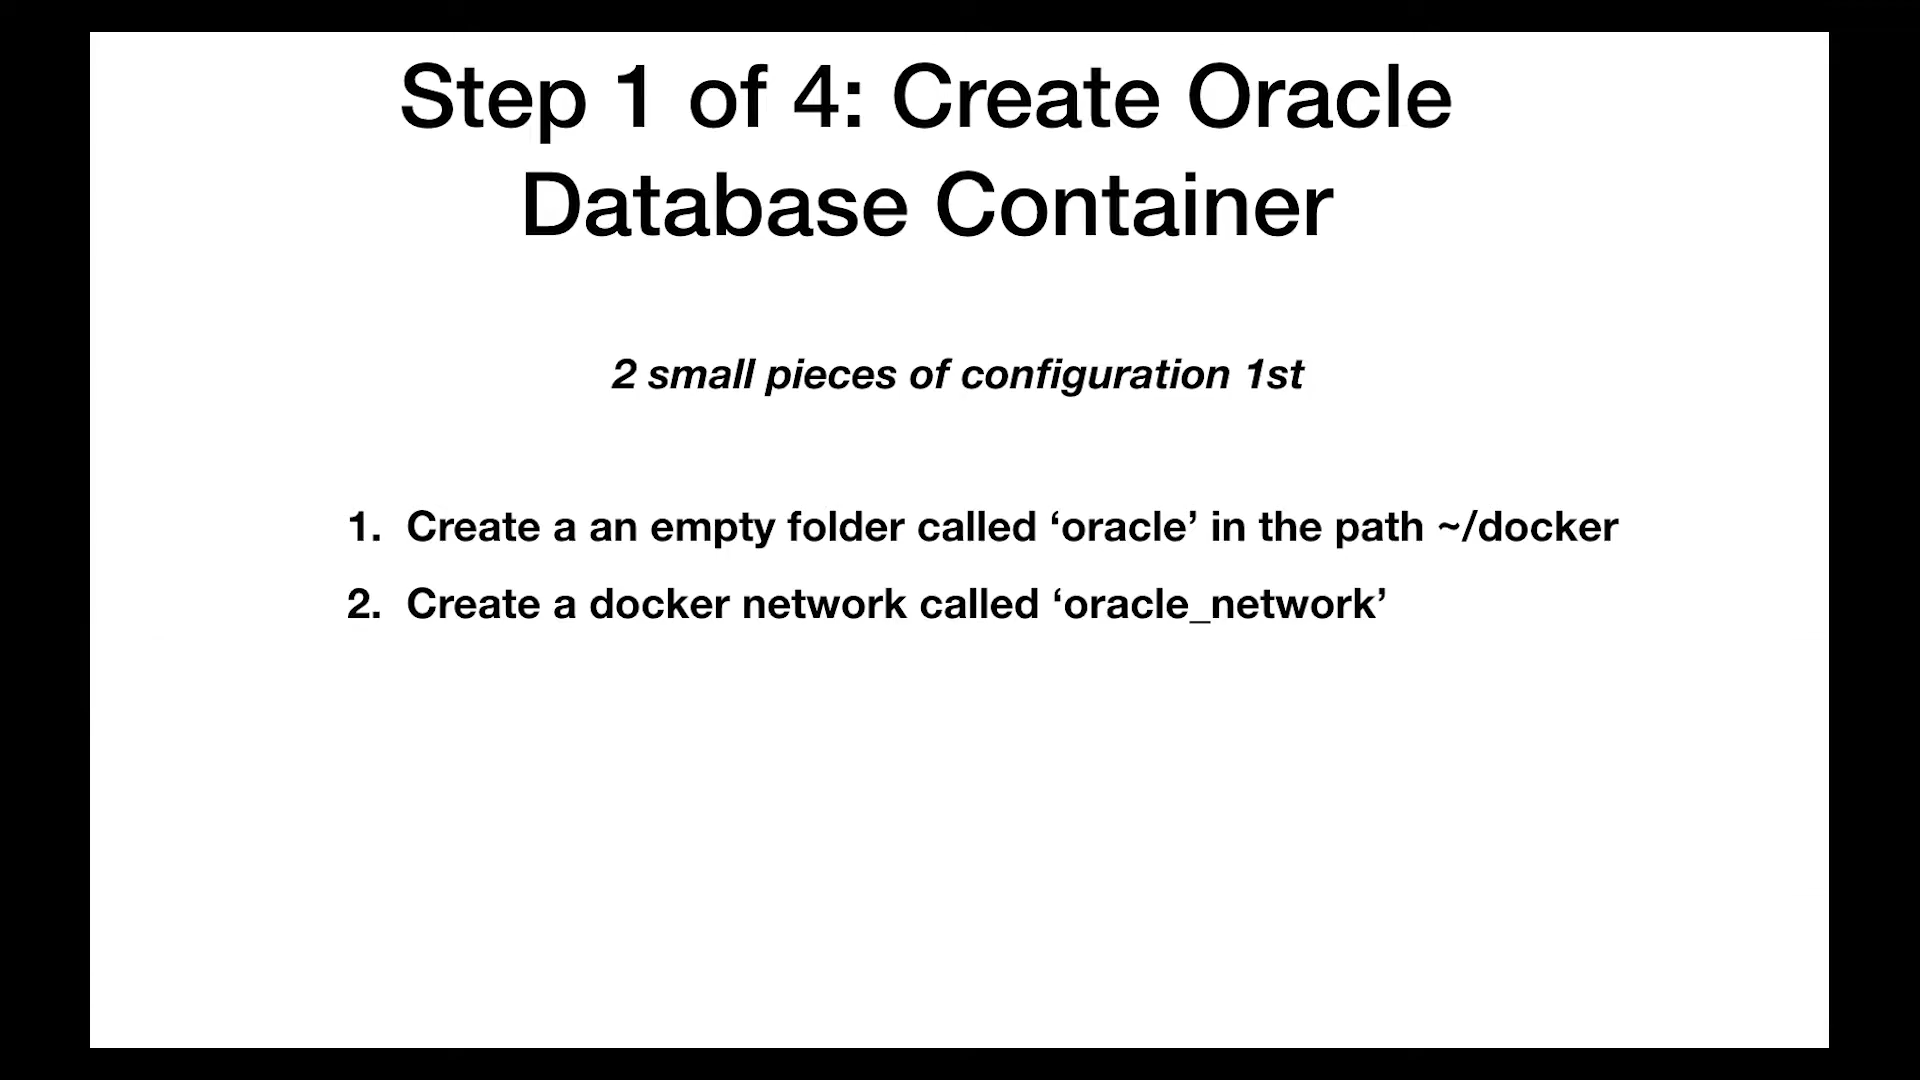 Step 1 of 4: Create Oracle
Database Container
2 small pieces of configuration 1st
1. Create a an empty folder called ‘oracle’ in the path ~/docker
2. Create a docker network called ‘oracle_network’